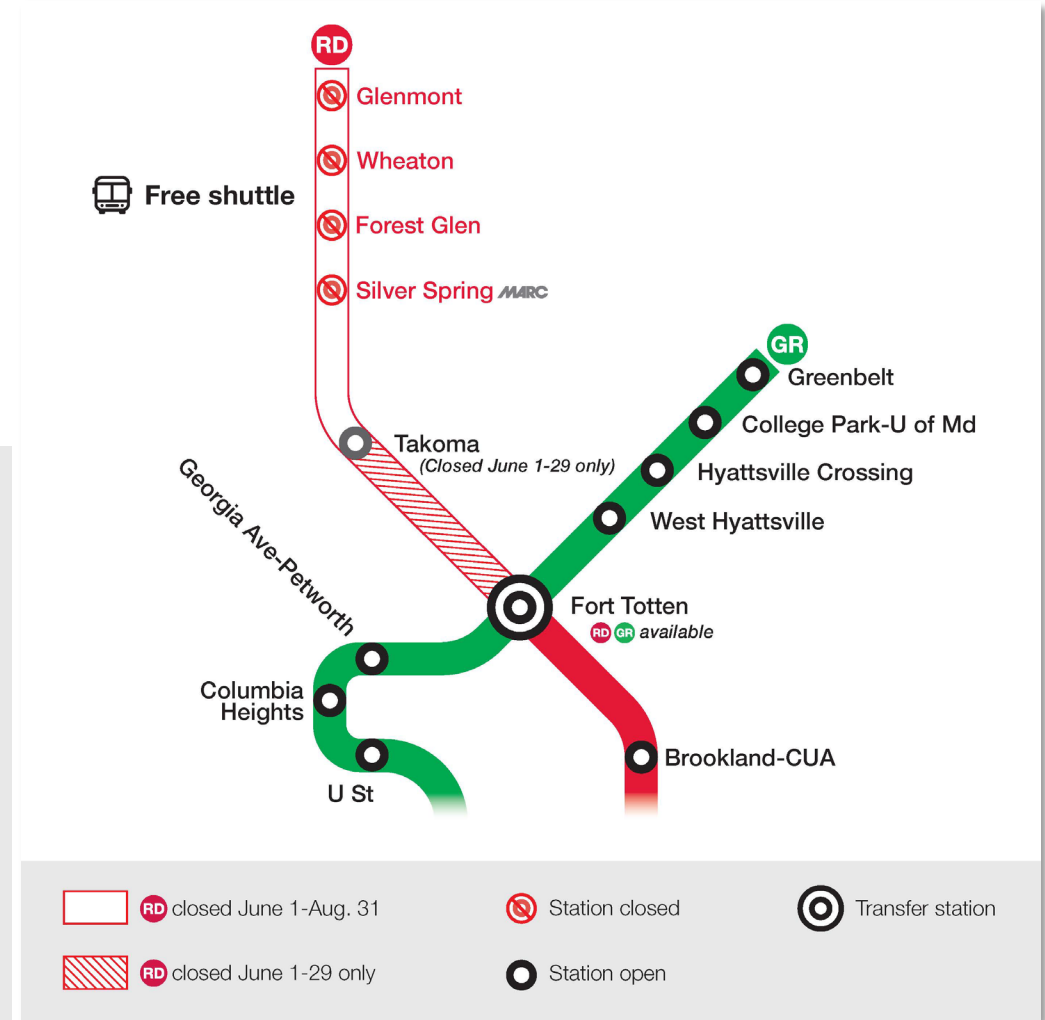 RD
Glenmont
Wheaton
Free shuttle
Forest Glen
Silver Spring MARC
GR
Greenbelt
College Park-U of Md
Takoma
(Closed June 1-29 only)
Hyattsville Crossing
West Hyattsville
Georgia Ave-Petworth
Fort Totten
RD GR available
Columbia
Heights
Brookland-CUA
U St
RD closed June 1-Aug. 31
Station closed
Transfer station
RD closed June 1-29 only
Station open